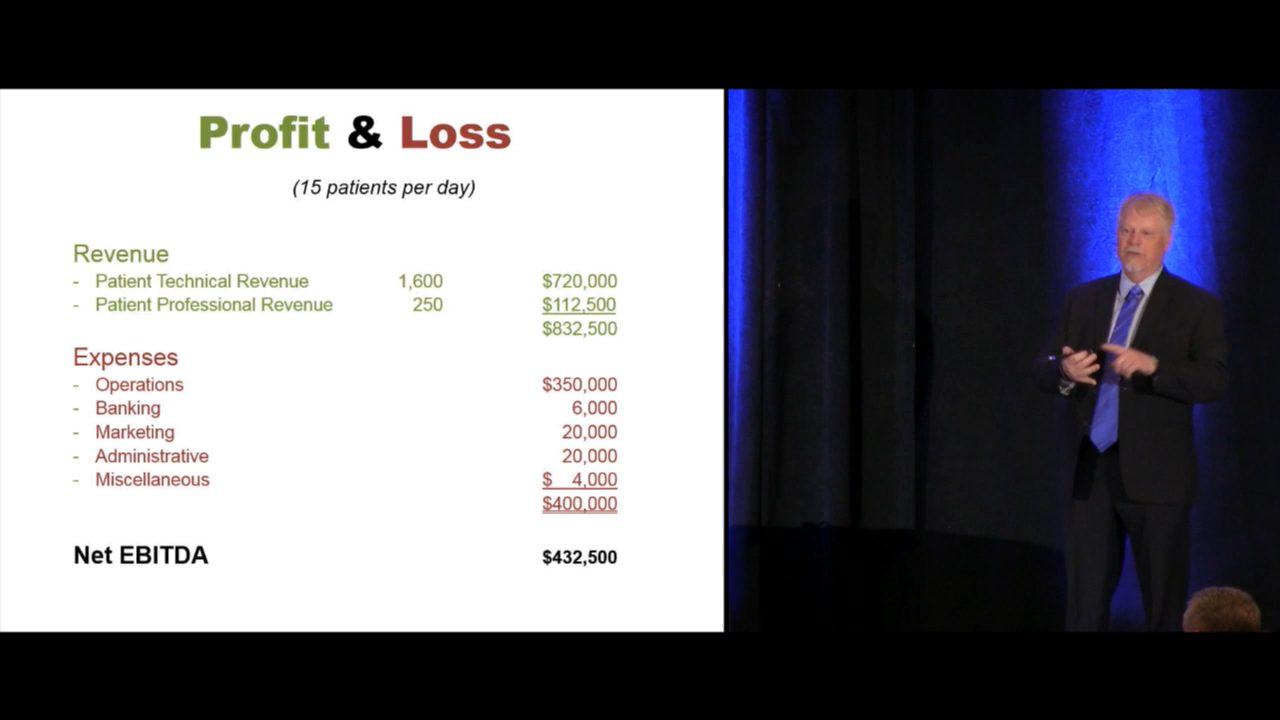 Profit & Loss
(15 patients per day)
Revenue
- Patient Technical Revenue 1,600 $720,000
- Patient Professional Revenue 250 $112,500
$832,500
Expenses
- Operations $350,000
- Banking 6,000
- Marketing 20,000
- Administrative 20,000
- Miscellaneous $ 4,000
$400,000
Net EBITDA $432,500